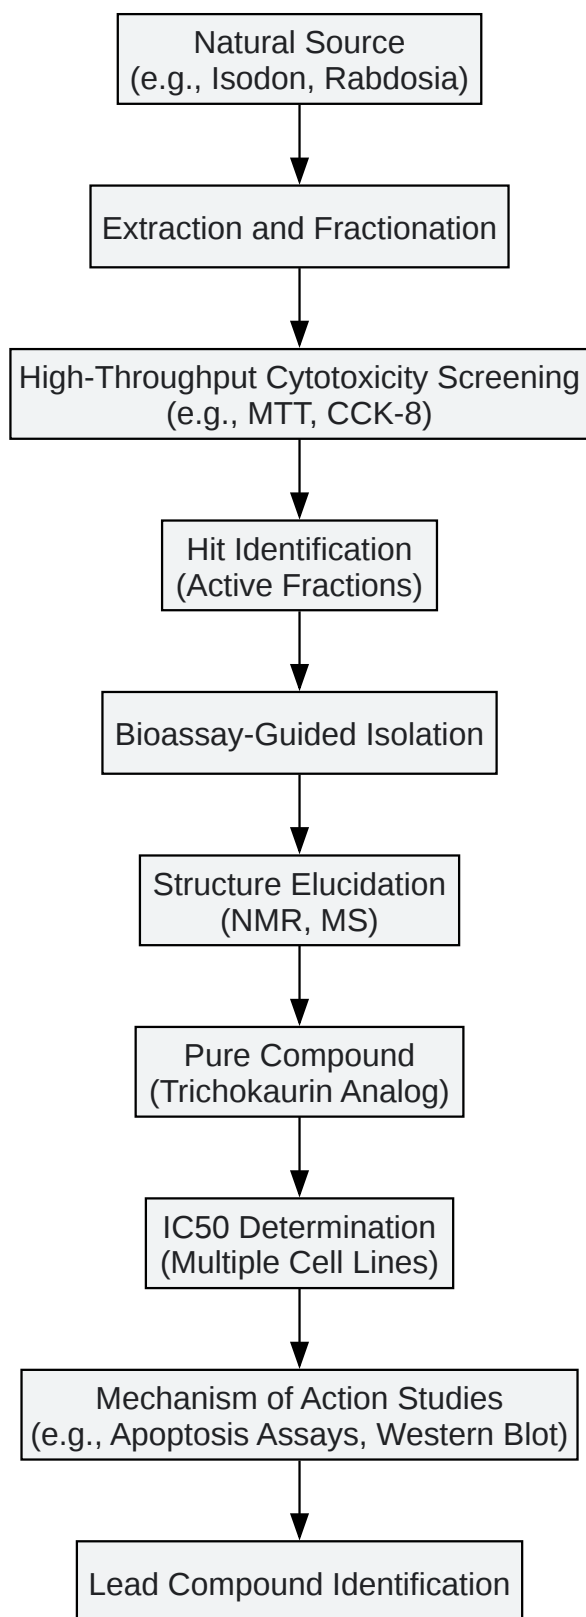 Natural Source
(e.g., Isodon, Rabdosia)
Extraction and Fractionation
High-Throughput Cytotoxicity Screening
(e.g., MTT, CCK-8)
Hit Identification
(Active Fractions)
Bioassay-Guided Isolation
Structure Elucidation
(NMR, MS)
Pure Compound
(Trichokaurin Analog)
IC50 Determination
(Multiple Cell Lines)
Mechanism of Action Studies
(e.g., Apoptosis Assays, Western Blot)
Lead Compound Identification